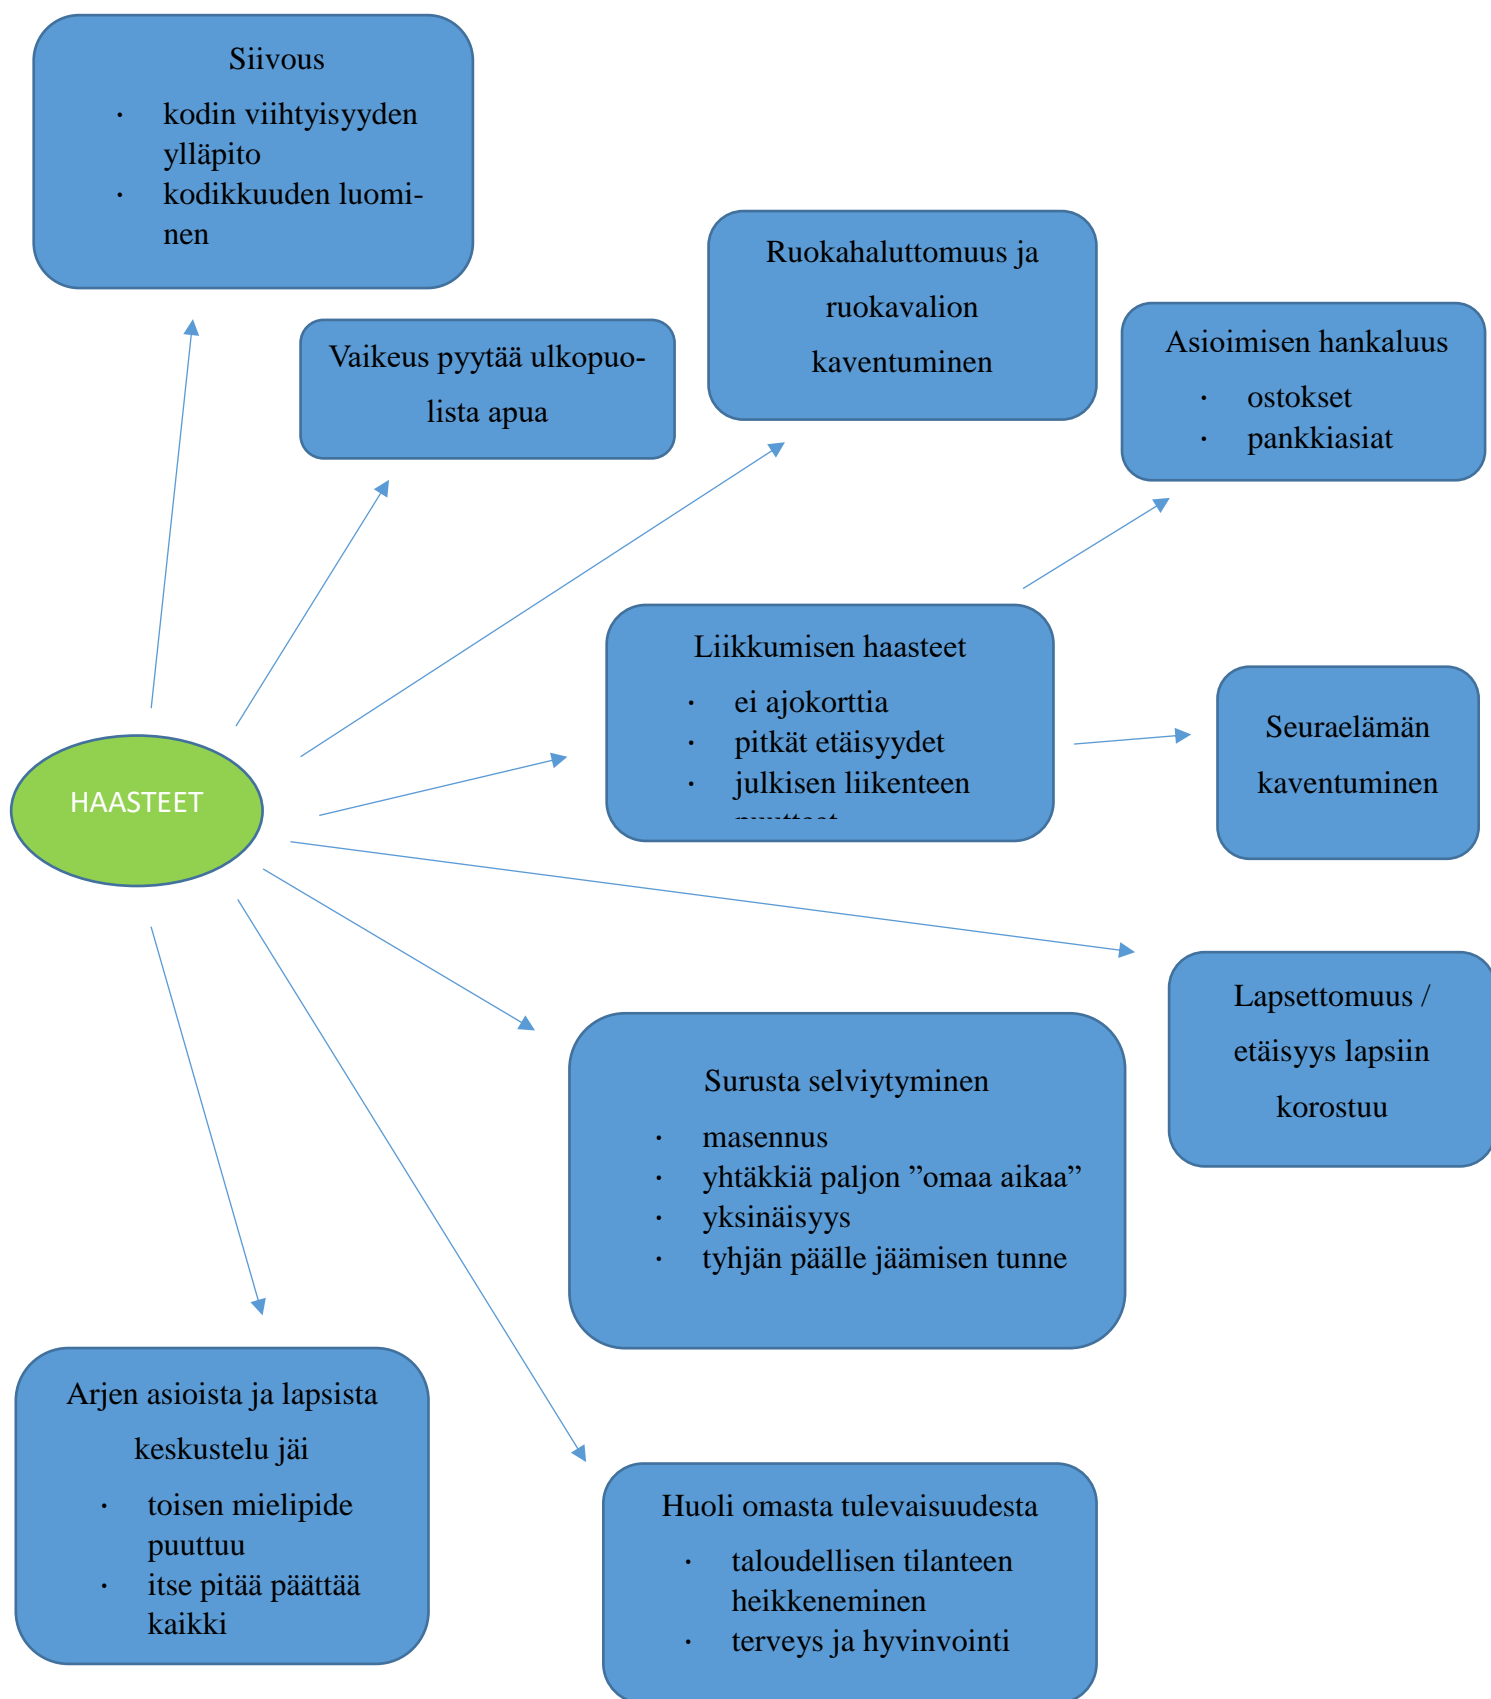 Siivous
· kodin viihtyisyyden
ylläpito
· kodikkuuden luomi-
nen
Vaikeus pyytää ulkopuo-
lista apua
Ruokahaluttomuus ja
ruokavalion
kaventuminen
Asioimisen hankaluus
· ostokset
· pankkiasiat
Liikkumisen haasteet
· ei ajokorttia
· pitkät etäisyydet
· julkisen liikenteen
Seuraelämän
kaventuminen
HAASTEET
Lapsettomuus /
etäisyys lapsiin
korostuu
Surusta selviytyminen
· masennus
· yhtäkkiä paljon ”omaa aikaa”
· yksinäisyys
· tyhjän päälle jäämisen tunne
Arjen asioista ja lapsista
keskustelu jäi
· toisen mielipide
puuttuu
· itse pitää päättää
kaikki
Huoli omasta tulevaisuudesta
· taloudellisen tilanteen
heikkeneminen
· terveys ja hyvinvointi